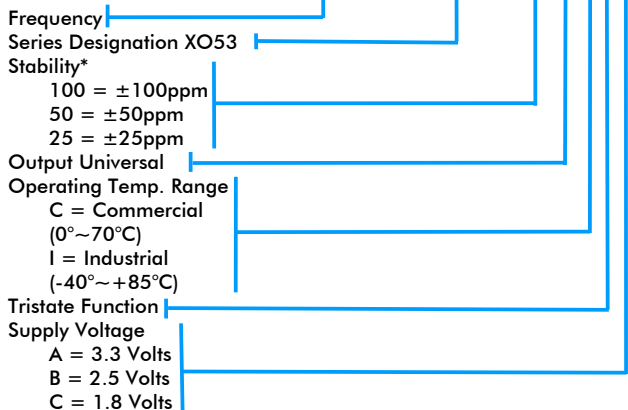 Frequency
Series Designation XO53
Stability*
100 = ±100ppm
50 = ±50ppm
25 = ±25ppm
Output Universal
Operating Temp. Range
C = Commercial
(0°~70°C)
I = Industrial
(-40°~+85°C)
Tristate Function
Supply Voltage
A = 3.3 Volts
B = 2.5 Volts
C = 1.8 Volts